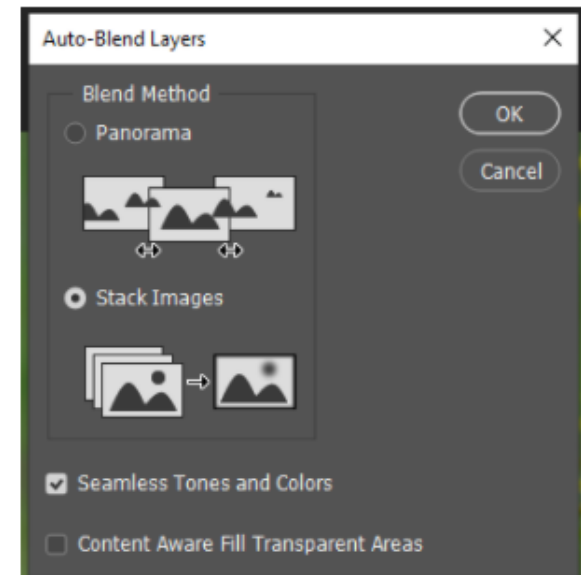 Auto-Blend Layers
Blend Method
Panorama
OK
Cancel
Stack Images
Seamless Tones and Colors
Content Aware Fill Transparent Areas